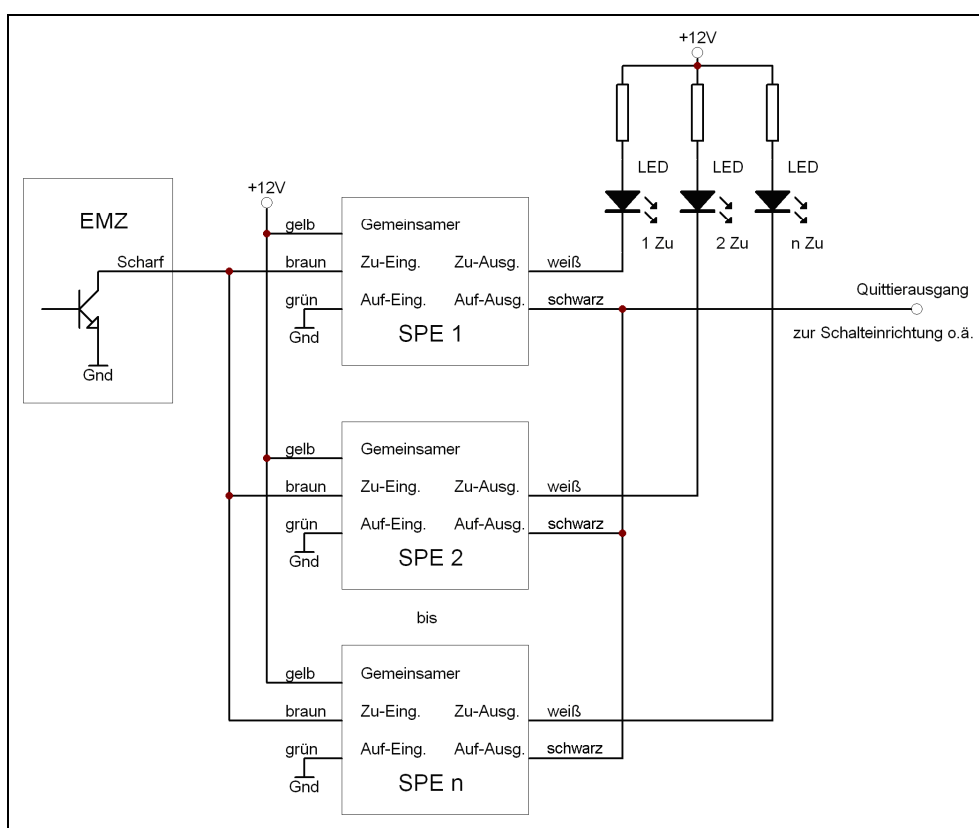 +12V
LED LED LED
1 Zu 2 Zu n Zu
EMZ
Scharf
Gnd
+12V
gelb Gemeinsamer
braun Zu-Eing. Zu-Ausg. weiß
grün Auf-Eing. Auf-Ausg. schwarz
Gnd
SPE 1
Quittierausgang
zur Schalteinrichtung o.ä.
gelb Gemeinsamer
braun Zu-Eing. Zu-Ausg. weiß
grün Auf-Eing. Auf-Ausg. schwarz
Gnd
SPE 2
bis
gelb Gemeinsamer
braun Zu-Eing. Zu-Ausg. weiß
grün Auf-Eing. Auf-Ausg. schwarz
Gnd
SPE n